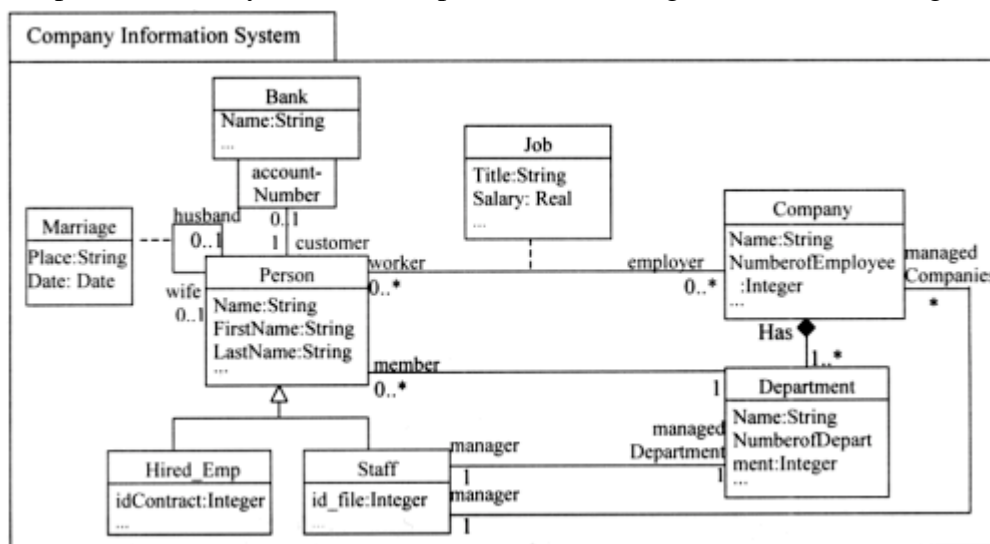 Company Information System
Bank
Name:String
...
account-
Number
0..1
1
customer
Job
Title:String
Salary: Real
...
Marriage
Place:String
Date: Date
husband
0..1
wife
0..1
Person
Name:String
FirstName:String
LastName:String
...
worker
0..*
employer
0..*
Company
Name:String
NumberofEmployee
:Integer
...
managed
Companies
*
Has
1..*
member
0..*
1
Department
Name:String
NumberofDepart
ment:Integer
...
manager
1
managed
Department
1
Hired_Emp
idContract:Integer
...
Staff
id_file:Integer
...
manager
1